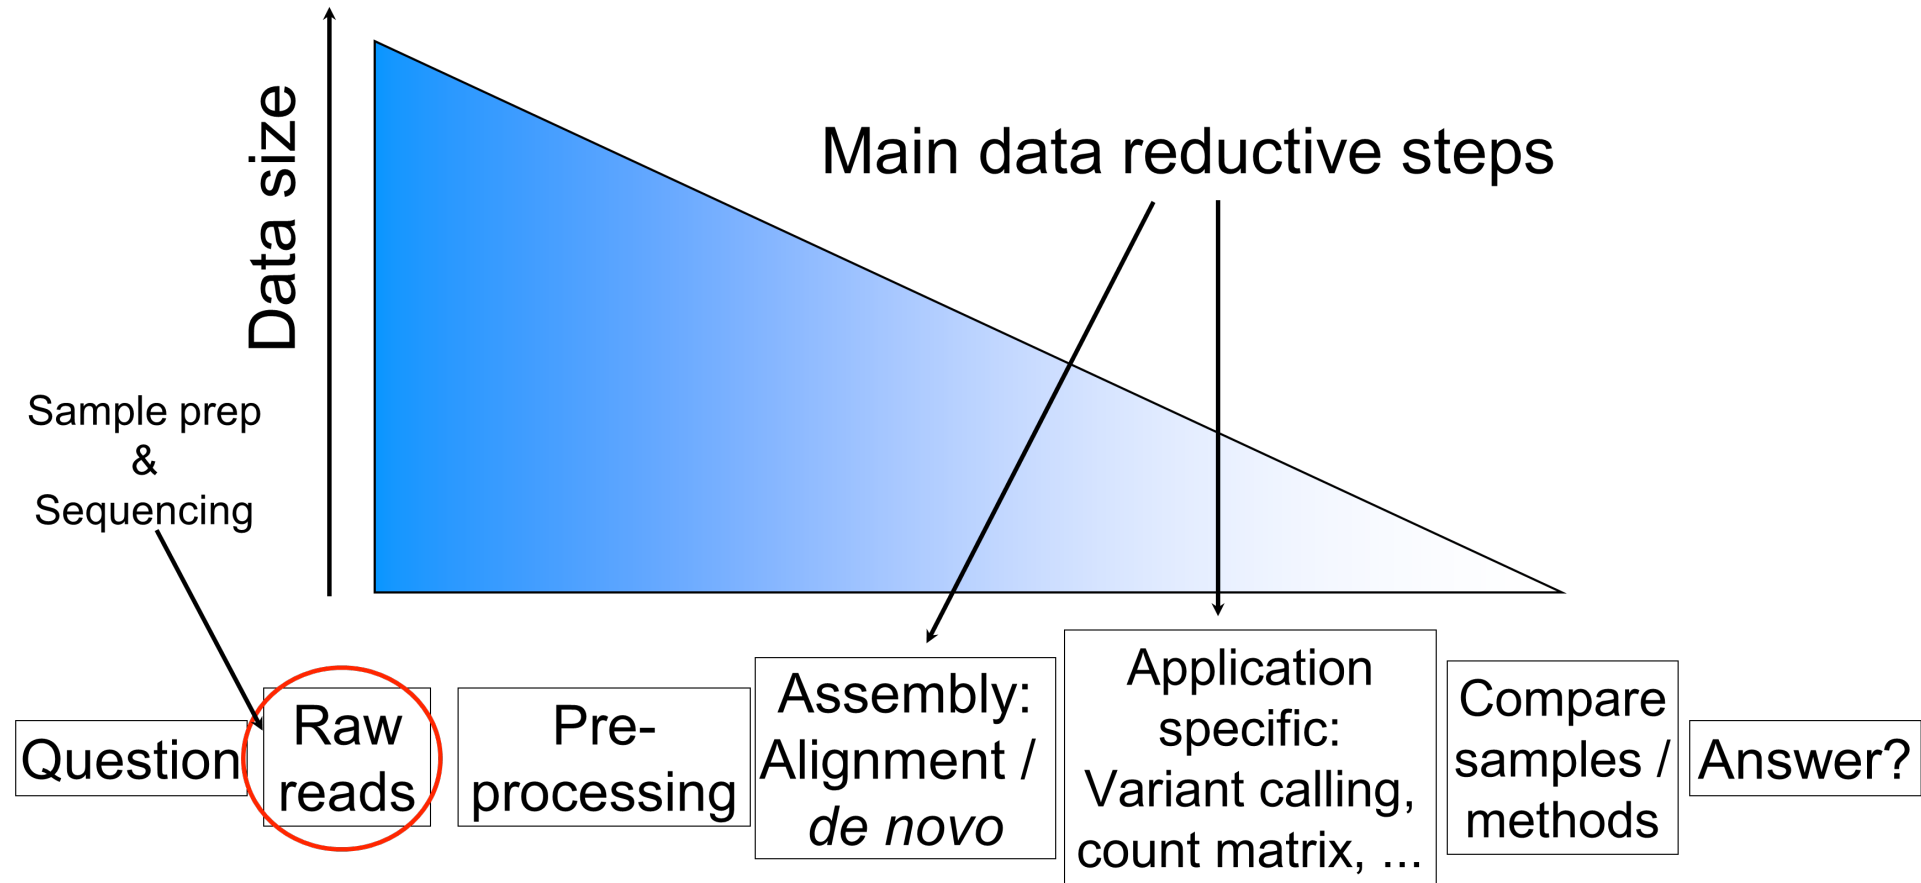 Data size
Main data reductive steps
Sample prep
&
Sequencing
Question
Raw
reads
Pre-
processing
Assembly:
Alignment /
de novo
Application
specific:
Variant calling,
count matrix, ...
Compare
samples /
methods
Answer?